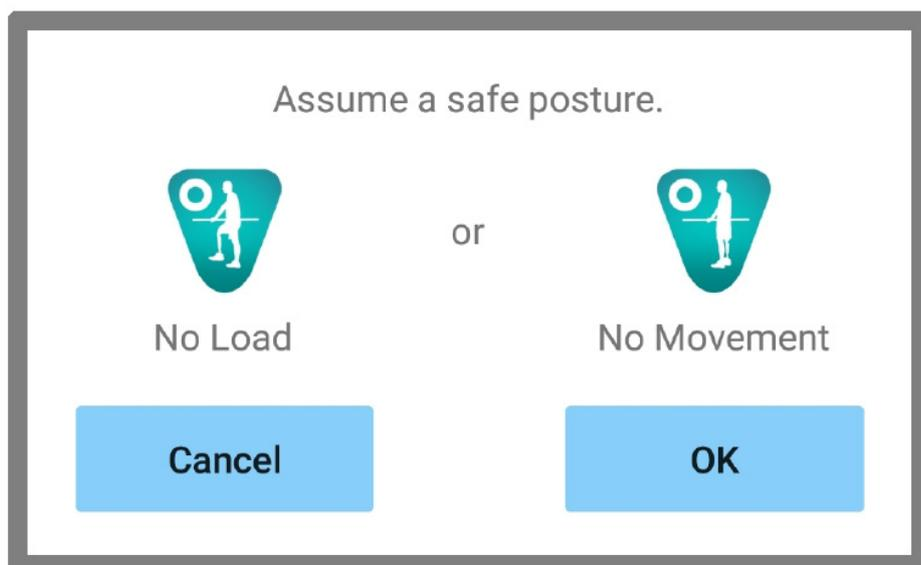 Assume a safe posture.
or
No Load
No Movement
Cancel
OK